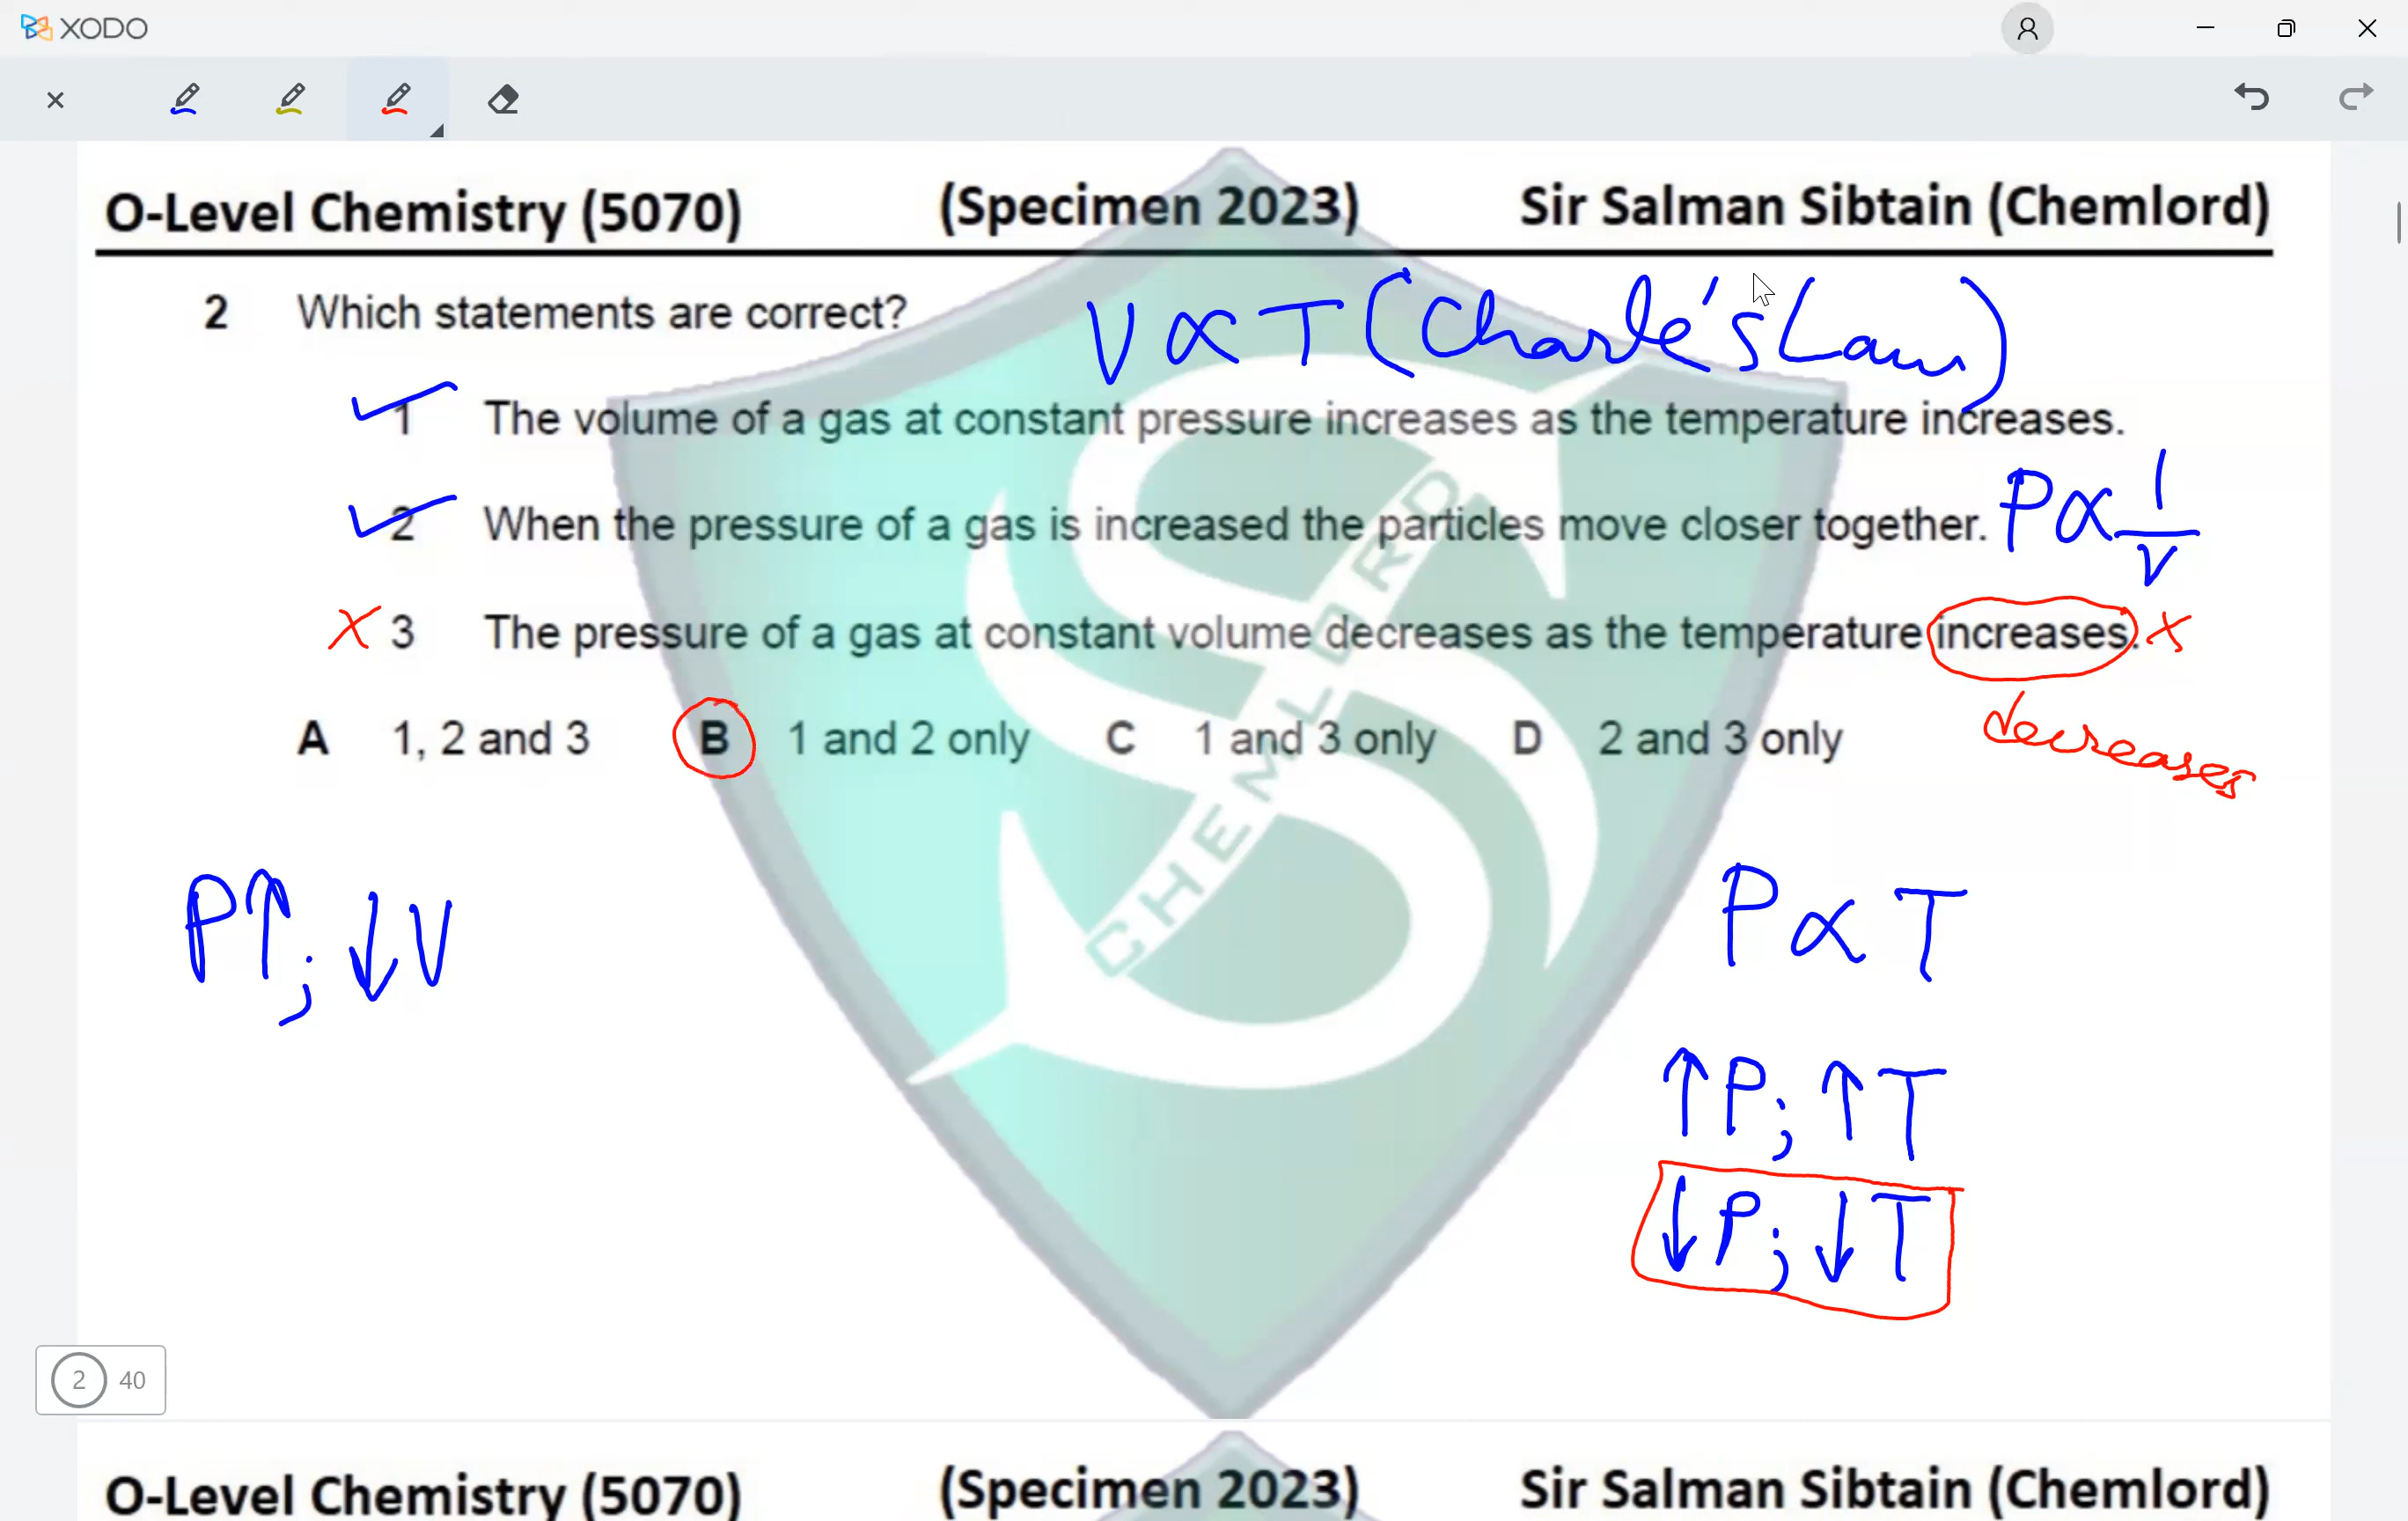 XODO
O-Level Chemistry (5070) (Specimen 2023) Sir Salman Sibtain (Chemlord)
2 Which statements are correct?
V ∝ T (Charle's Law)
1 The volume of a gas at constant pressure increases as the temperature increases.
2 When the pressure of a gas is increased the particles move closer together. P ∝ 1/V
x 3 The pressure of a gas at constant volume decreases as the temperature increases. x
decreases
A 1, 2 and 3 B 1 and 2 only C 1 and 3 only D 2 and 3 only
CHEMLORD
P↑; ↓V
P ∝ T
↑P; ↑T
↓P; ↓T
2 40
O-Level Chemistry (5070) (Specimen 2023) Sir Salman Sibtain (Chemlord)